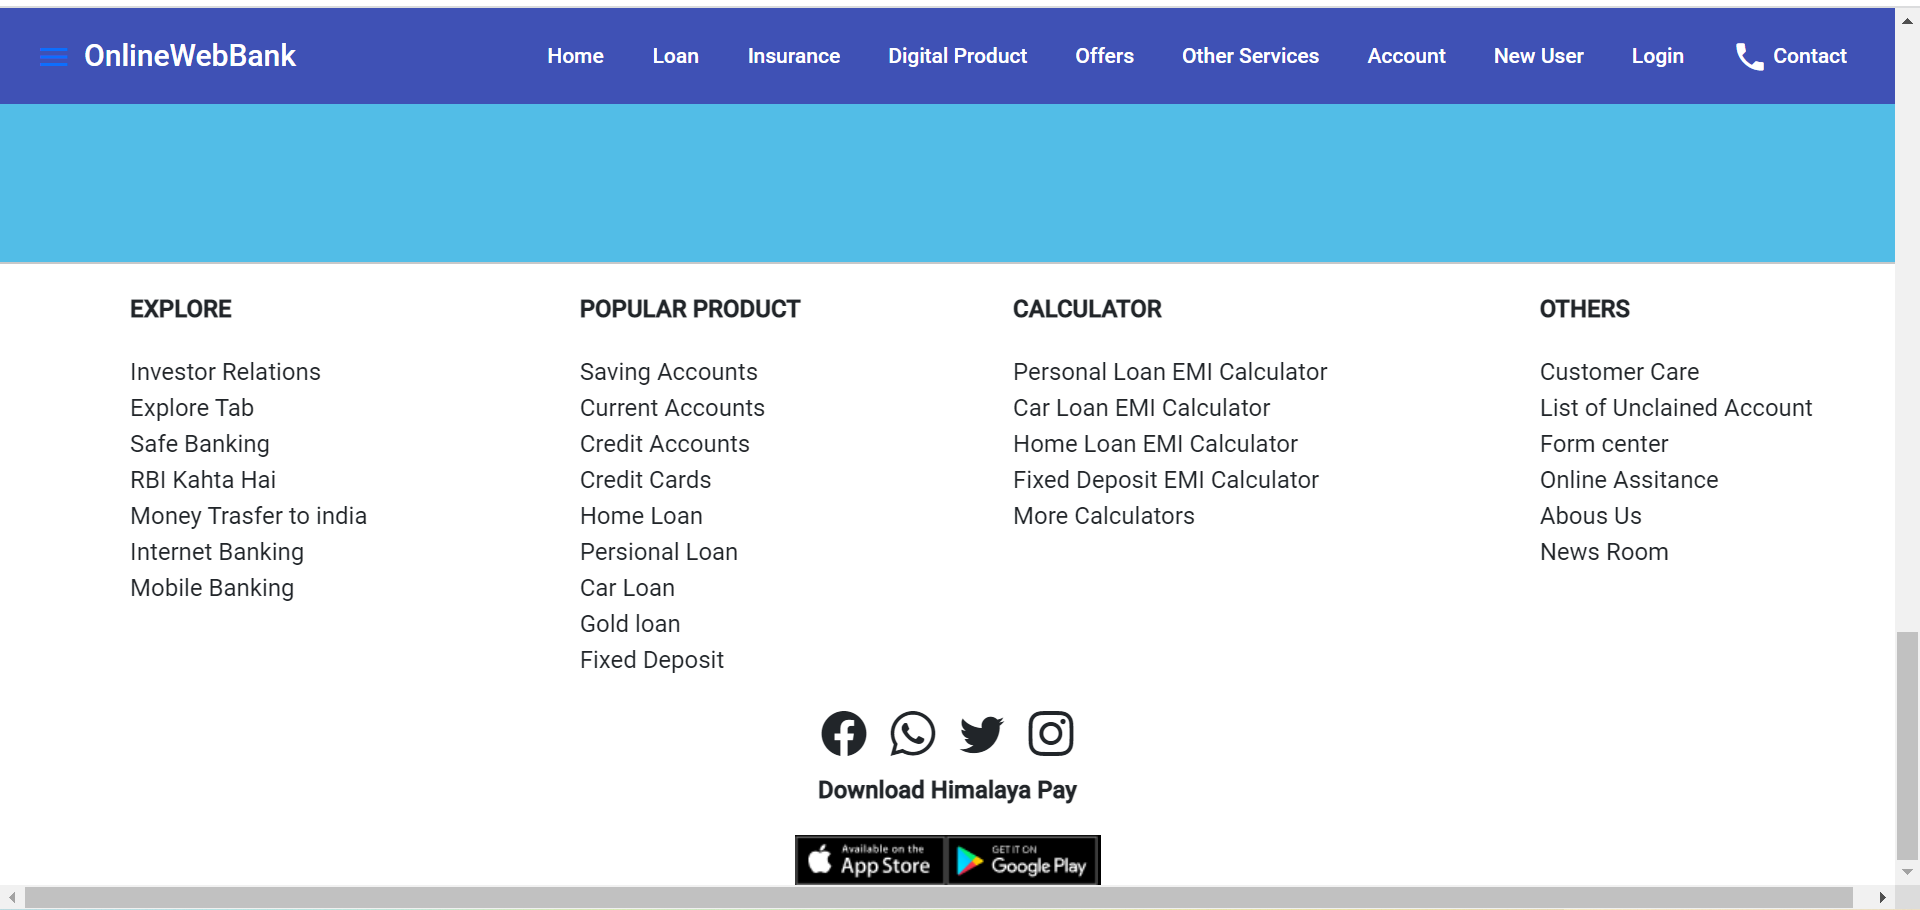 OnlineWebBank Home Loan Insurance Digital Product Offers Other Services Account New User Login Contact
EXPLORE
Investor Relations
Explore Tab
Safe Banking
RBI Kahta Hai
Money Trasfer to india
Internet Banking
Mobile Banking
POPULAR PRODUCT
Saving Accounts
Current Accounts
Credit Accounts
Credit Cards
Home Loan
Persional Loan
Car Loan
Gold loan
Fixed Deposit
CALCULATOR
Personal Loan EMI Calculator
Car Loan EMI Calculator
Home Loan EMI Calculator
Fixed Deposit EMI Calculator
More Calculators
OTHERS
Customer Care
List of Unclained Account
Form center
Online Assitance
Abous Us
News Room
Download Himalaya Pay
Available on the
App Store
GET IT ON
Google Play